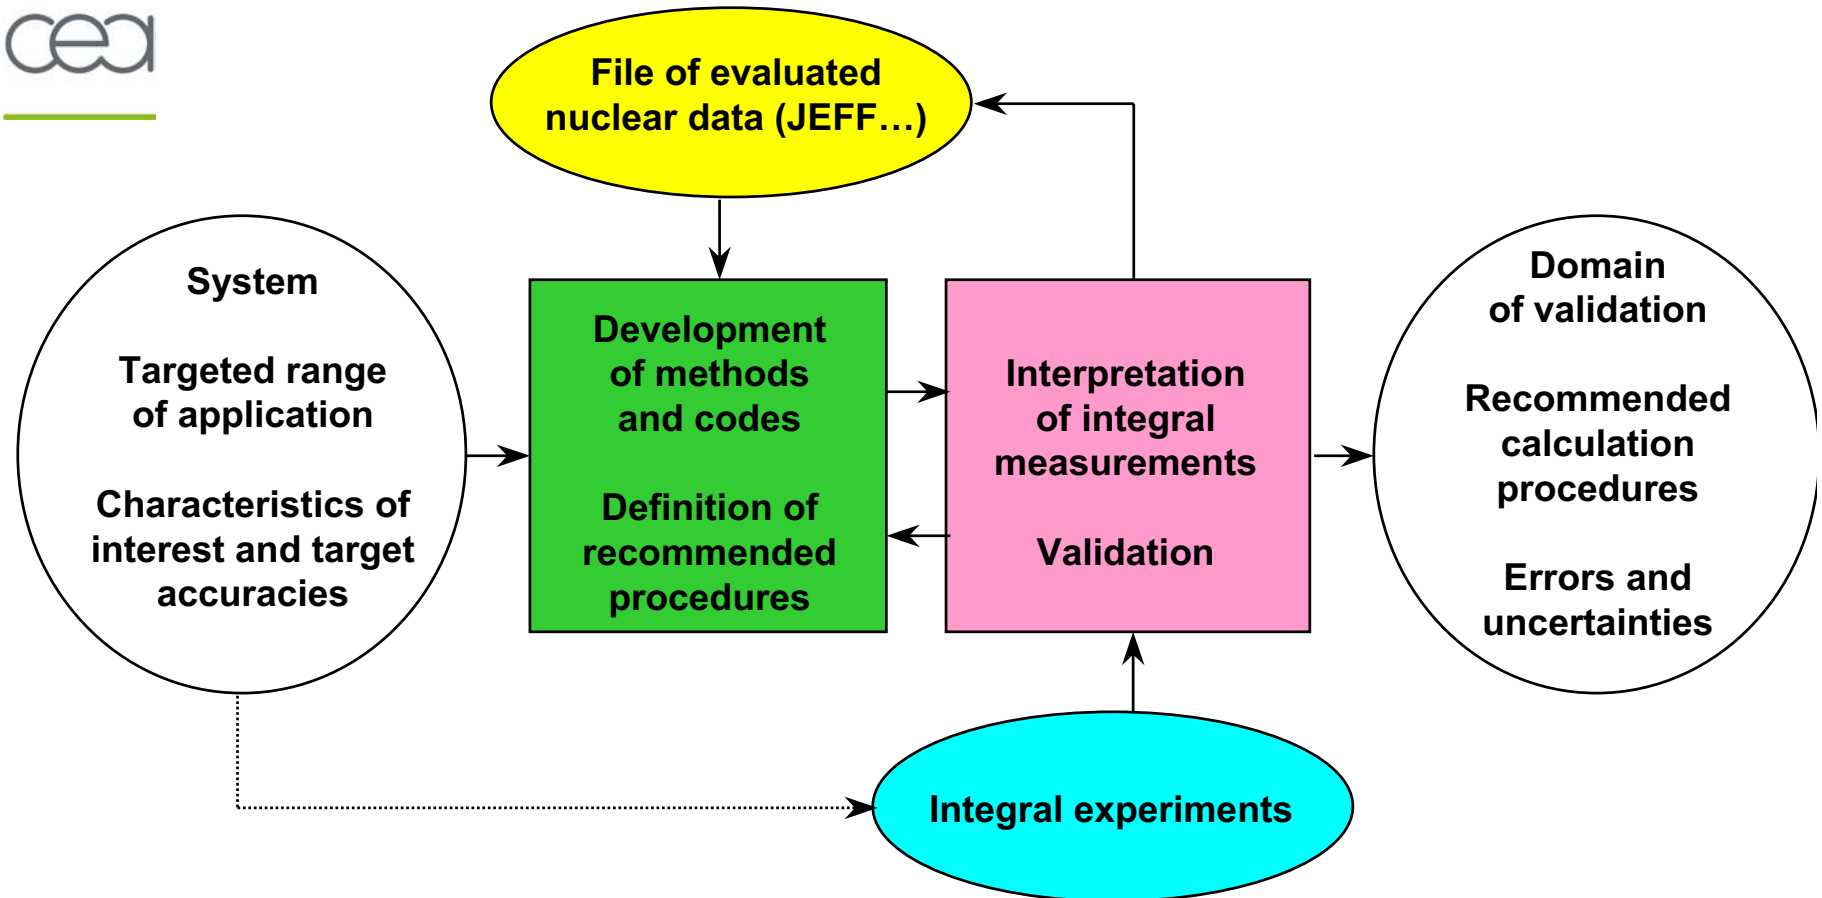 cea
File of evaluated
nuclear data (JEFF…)
System
Targeted range
of application
Characteristics of
interest and target
accuracies
Development
of methods
and codes
Definition of
recommended
procedures
Interpretation
of integral
measurements
Validation
Domain
of validation
Recommended
calculation
procedures
Errors and
uncertainties
Integral experiments